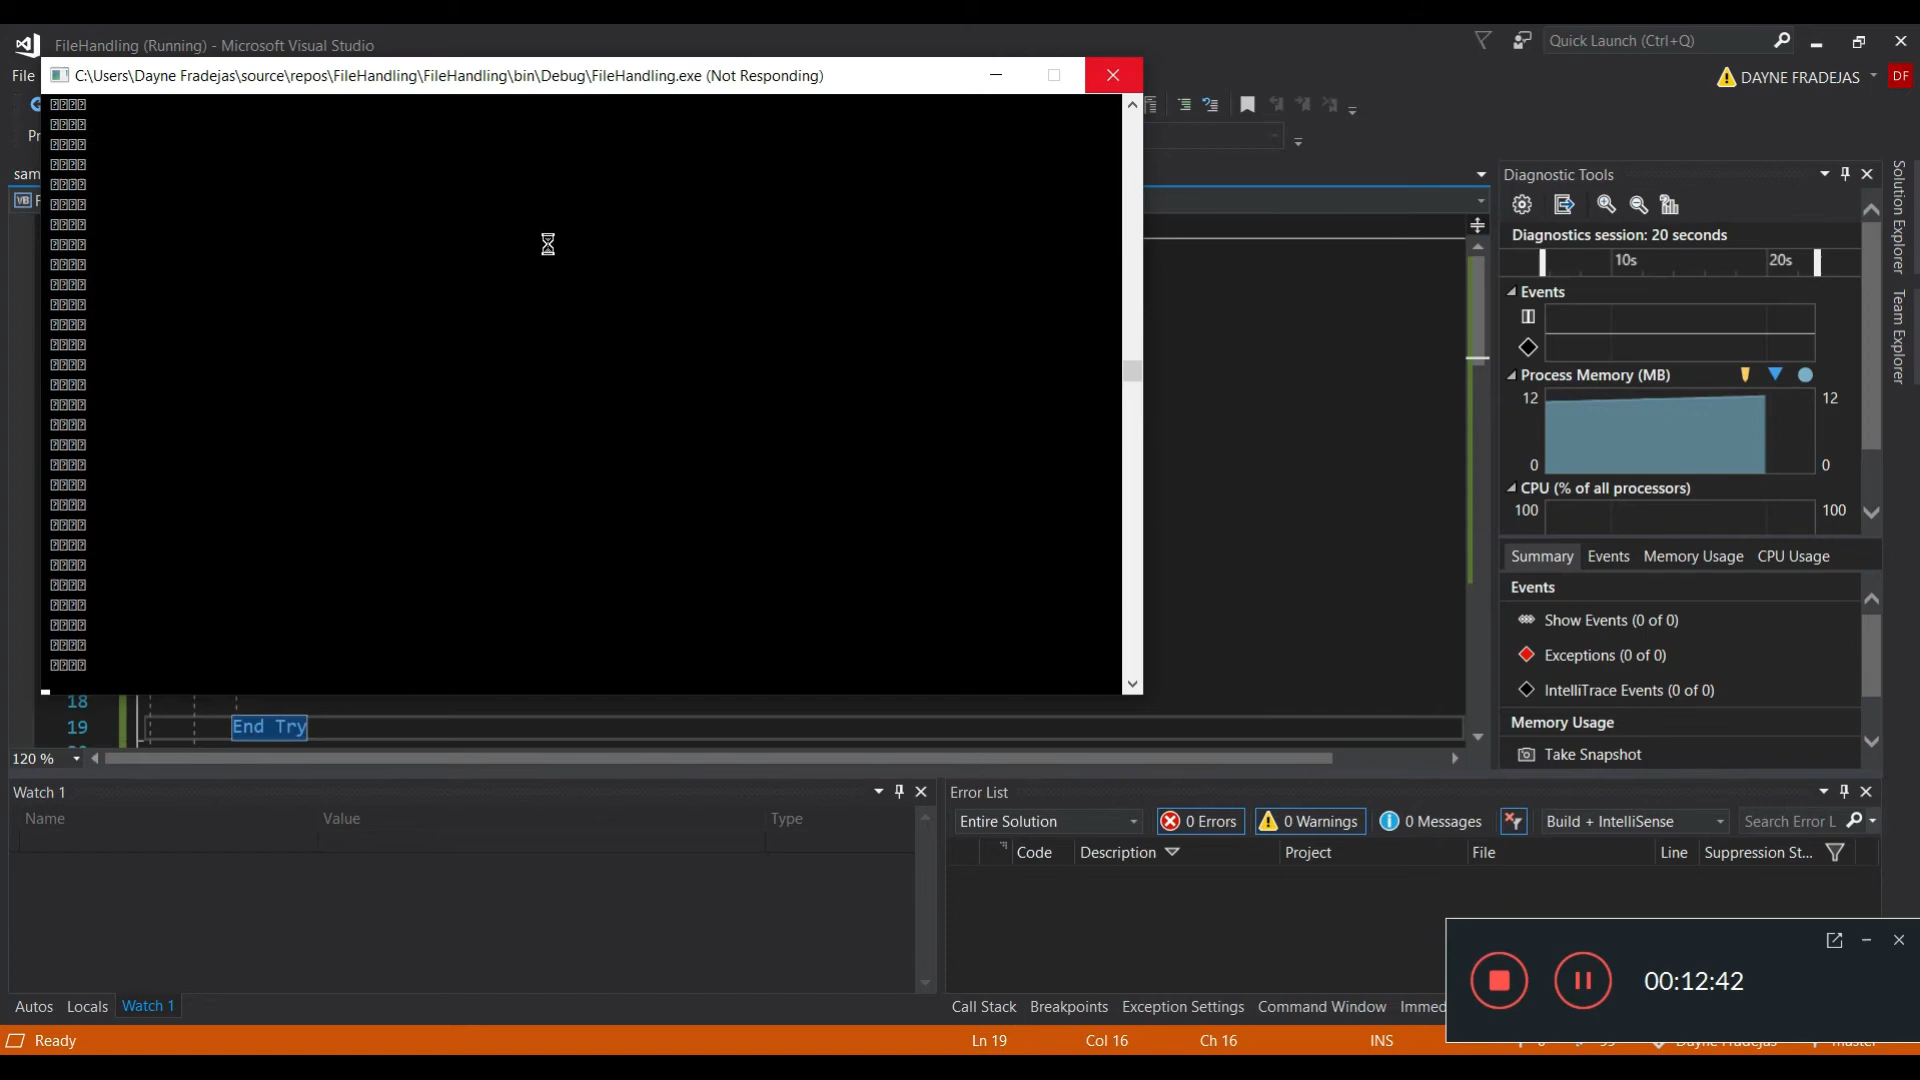 FileHandling (Running) - Microsoft Visual Studio
Quick Launch (Ctrl+Q)
File
C:\Users\Dayne Fradejas\source\repos\FileHandling\FileHandling\bin\Debug\FileHandling.exe (Not Responding)
DAYNE FRADEJAS
DF
Pr
sam
VB
Diagnostic Tools
Diagnostics session: 20 seconds
10s
20s
Events
Process Memory (MB)
12
12
0
0
CPU (% of all processors)
100
100
Summary
Events
Memory Usage
CPU Usage
Events
Show Events (0 of 0)
Exceptions (0 of 0)
IntelliTrace Events (0 of 0)
Memory Usage
Take Snapshot
Solution Explorer
Team Explorer
18
19
End Try
120 %
Watch 1
Name
Value
Type
Autos
Locals
Watch 1
Error List
Entire Solution
0 Errors
0 Warnings
0 Messages
Build + IntelliSense
Search Error L
Code
Description
Project
File
Line
Suppression St...
Call Stack
Breakpoints
Exception Settings
Command Window
Immed
00:12:42
Ready
Ln 19
Col 16
Ch 16
INS